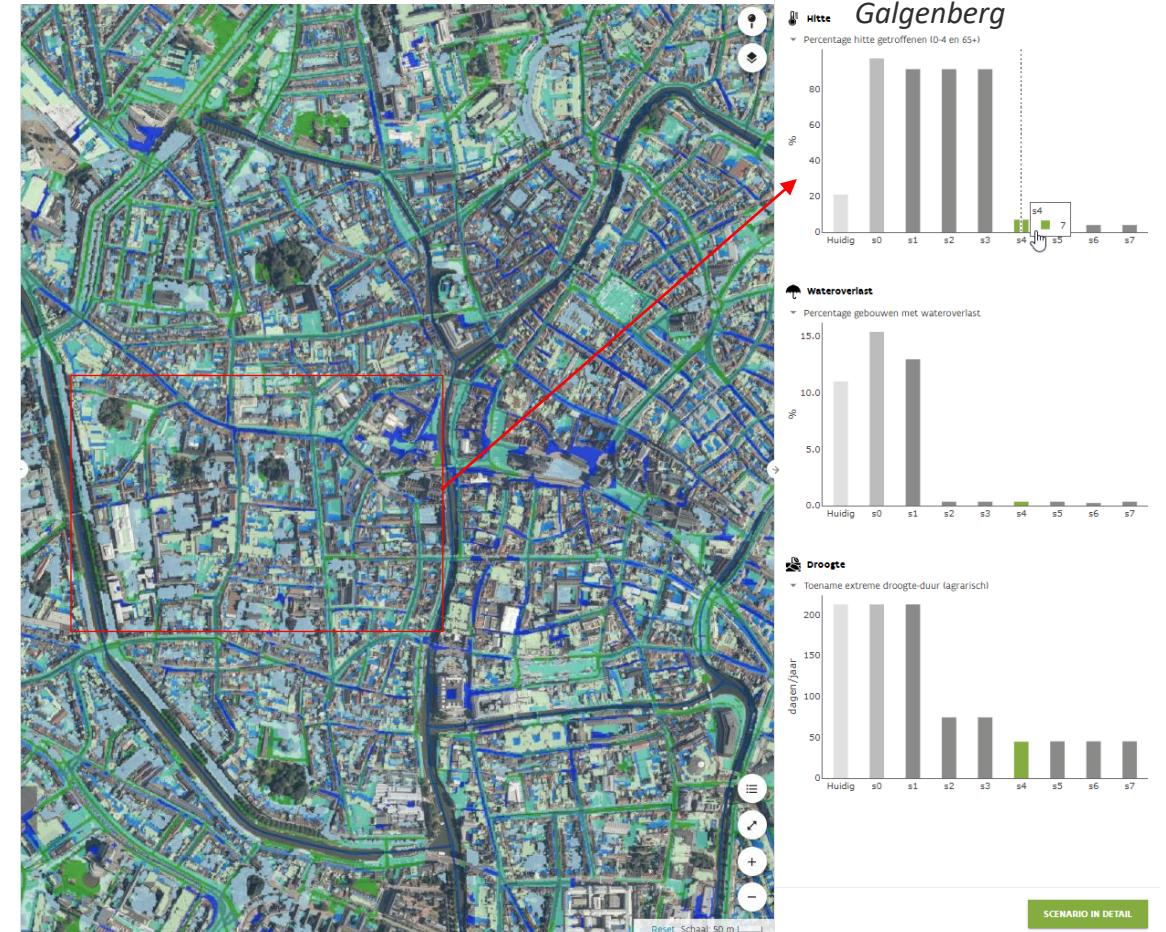 Galgenberg
Hitte
Percentage hitte getroffenen (0-4 en 65+)
80
60
40
20
0
%
s4
7
Huidig s0 s1 s2 s3 s4 s5 s6 s7
Wateroverlast
Percentage gebouwen met wateroverlast
15.0
10.0
5.0
0.0
%
Huidig s0 s1 s2 s3 s4 s5 s6 s7
Droogte
Toename extreme droogte-duur (agrarisch)
200
150
100
50
0
dagen/jaar
Huidig s0 s1 s2 s3 s4 s5 s6 s7
SCENARIO IN DETAIL
Reset Schaal: 50 m